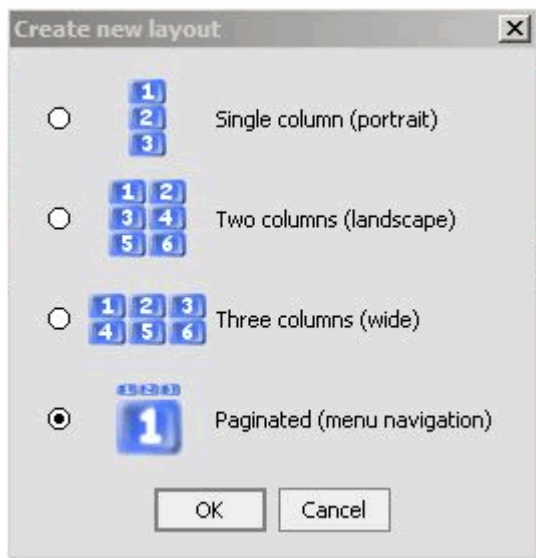 Create new layout
1
2
3
Single column (portrait)
1 2
3 4
5 6
Two columns (landscape)
1 2 3
4 5 6
Three columns (wide)
1 2 3
1
Paginated (menu navigation)
OK Cancel